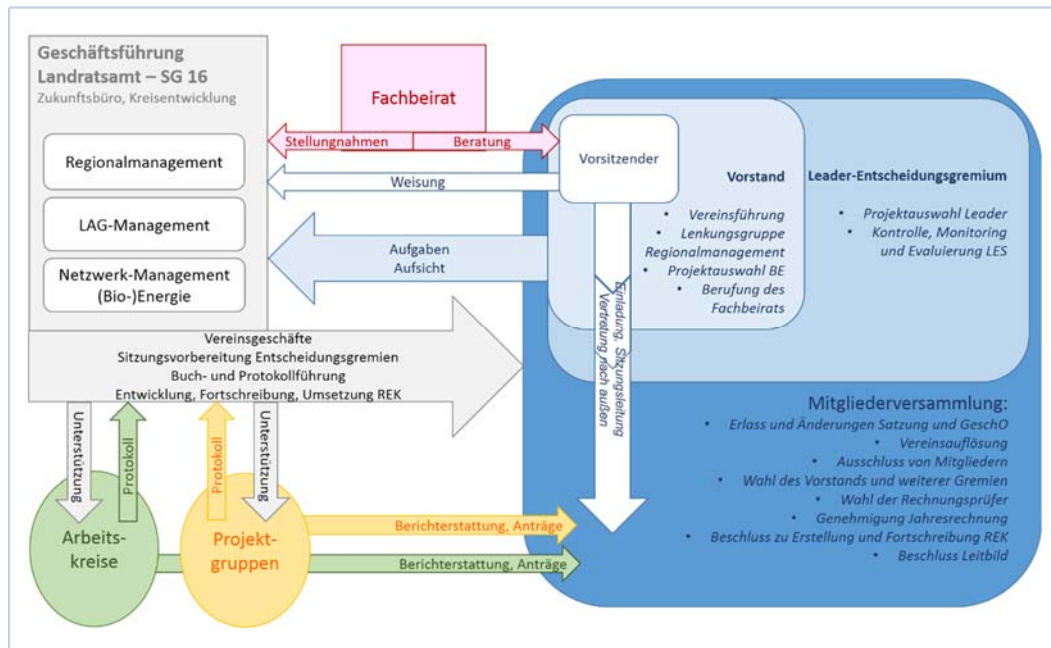 Geschäftsführung
Landratsamt – SG 16
Zukunftsbüro, Kreisentwicklung
Regionalmanagement
LAG-Management
Netzwerk-Management
(Bio-)Energie
Fachbeirat
Stellungnahmen
Beratung
Weisung
Aufgaben
Aufsicht
Vorsitzender
Vorstand
• Vereinsführung
• Lenkungsgruppe
Regionalmanagement
• Projektauswahl BE
• Berufung des
Fachbeirats
Leader-Entscheidungsgremium
• Projektauswahl Leader
• Kontrolle, Monitoring
und Evaluierung LES
Einladung, Sitzungsleitung
Vertretung nach außen
Vereinsgeschäfte
Sitzungsvorbereitung Entscheidungsgremien
Buch- und Protokollführung
Entwicklung, Fortschreibung, Umsetzung REK
Mitgliederversammlung:
• Erlass und Änderungen Satzung und GeschO
• Vereinsauflösung
• Ausschluss von Mitgliedern
• Wahl des Vorstands und weiterer Gremien
• Wahl der Rechnungsprüfer
• Genehmigung Jahresrechnung
• Beschluss zu Erstellung und Fortschreibung REK
• Beschluss Leitbild
Unterstützung
Protokoll
Protokoll
Unterstützung
Arbeits-
kreise
Projekt-
gruppen
Berichterstattung, Anträge
Berichterstattung, Anträge